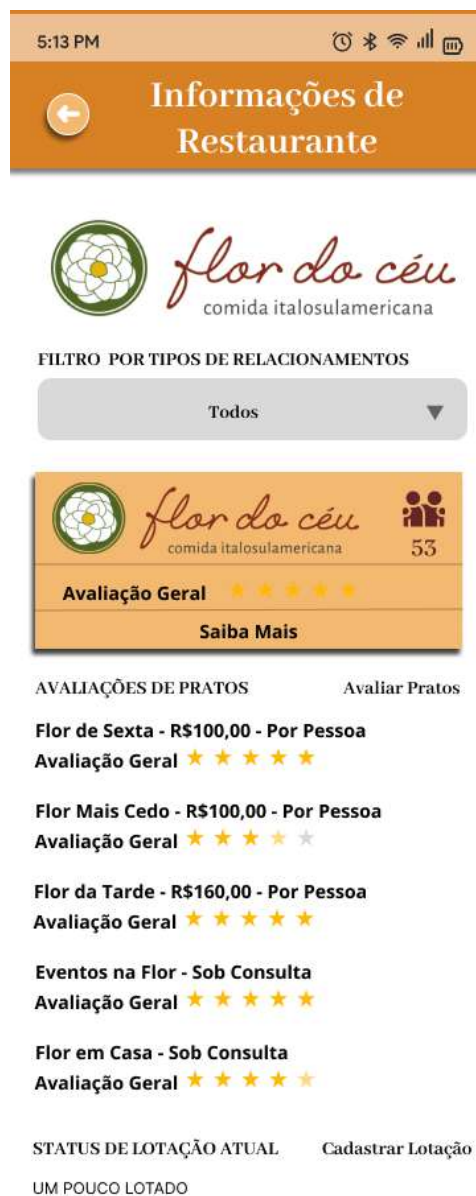 5:13 PM
Informações de
Restaurante
flor do céu
comida italosulamericana
FILTRO POR TIPOS DE RELACIONAMENTOS
Todos
flor do céu
comida italosulamericana
53
Avaliação Geral
Saiba Mais
AVALIAÇÕES DE PRATOS Avaliar Pratos
Flor de Sexta - R$100,00 - Por Pessoa
Avaliação Geral
Flor Mais Cedo - R$100,00 - Por Pessoa
Avaliação Geral
Flor da Tarde - R$160,00 - Por Pessoa
Avaliação Geral
Eventos na Flor - Sob Consulta
Avaliação Geral
Flor em Casa - Sob Consulta
Avaliação Geral
STATUS DE LOTAÇÃO ATUAL Cadastrar Lotação
UM POUCO LOTADO